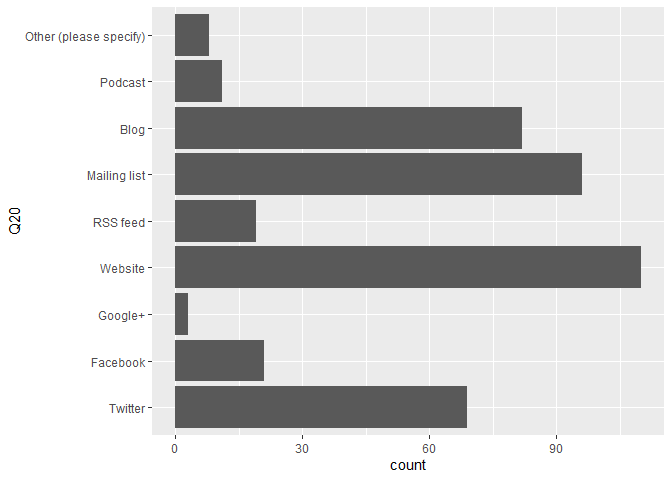 Other (please specify)
Podcast
Blog
Mailing list
RSS feed
Website
Google+
Facebook
Twitter
Q20
0 30 60 90
count